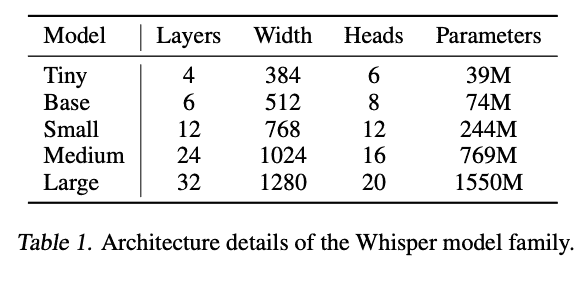 Model Layers Width Heads Parameters
Tiny 4 384 6 39M
Base 6 512 8 74M
Small 12 768 12 244M
Medium 24 1024 16 769M
Large 32 1280 20 1550M
Table 1. Architecture details of the Whisper model family.